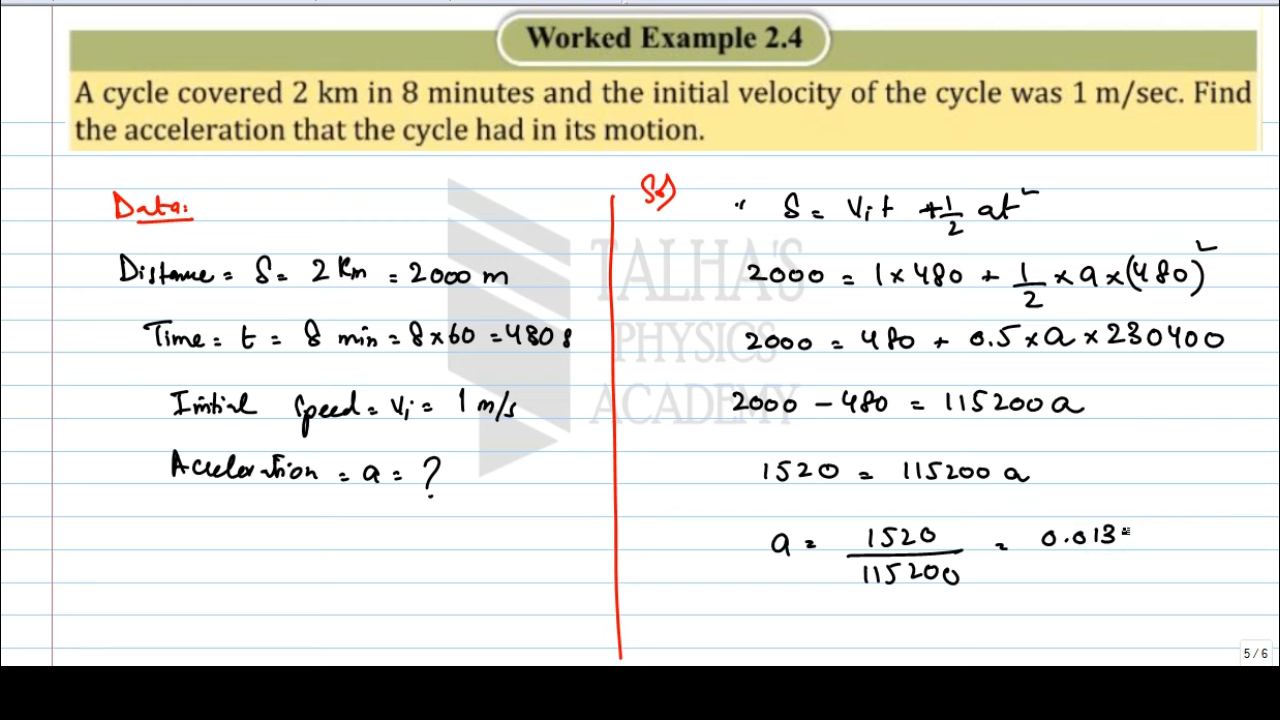 Worked Example 2.4
A cycle covered 2 km in 8 minutes and the initial velocity of the cycle was 1 m/sec. Find
the acceleration that the cycle had in its motion.
Data:
Distance = S = 2 Km = 2000 m
Time = t = 8 min = 8×60 = 480 s
Initial Speed = Vi = 1 m/s
Acceleration = a = ?
Sol
∵ S = Vit + 1/2 at²
2000 = 1×480 + 1/2 × a × (480)²
2000 = 480 + 0.5 × a × 230400
2000 - 480 = 115200 a
1520 = 115200 a
a = 1520/115200 = 0.013
TALHA'S
PHYSICS
ACADEMY
5 / 6